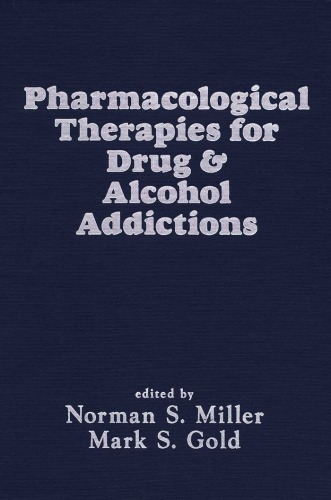 Pharmacological
Therapies for
Drug &
Alcohol
Addictions
edited by
Norman S. Miller
Mark S. Gold